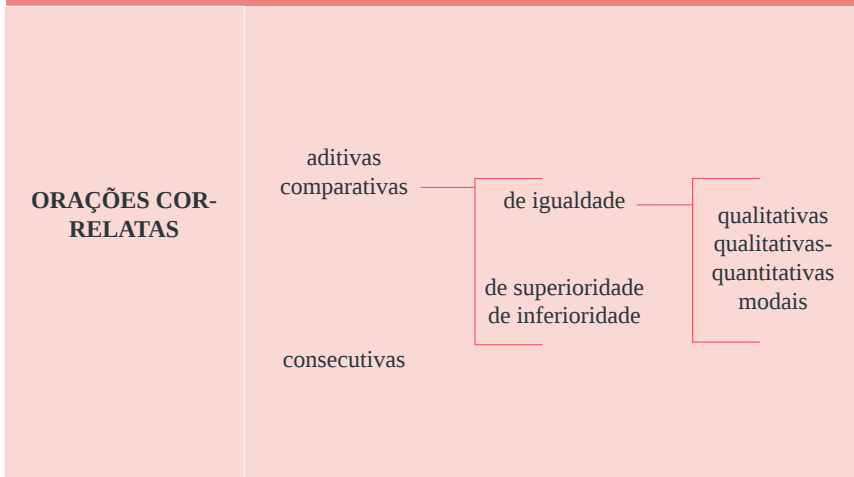 ORAÇÕES COR-
RELATAS
aditivas
comparativas
consecutivas
de igualdade
de superioridade
de inferioridade
qualitativas
qualitativas-
quantitativas
modais